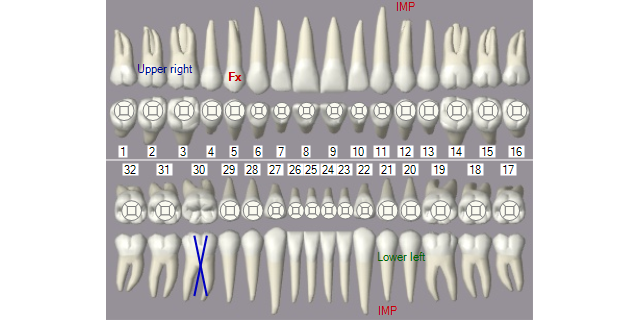 IMP
Upper right
Fx
1 2 3 4 5 6 7 8 9 10 11 12 13 14 15 16
32 31 30 29 28 27 26 25 24 23 22 21 20 19 18 17
Lower left
IMP